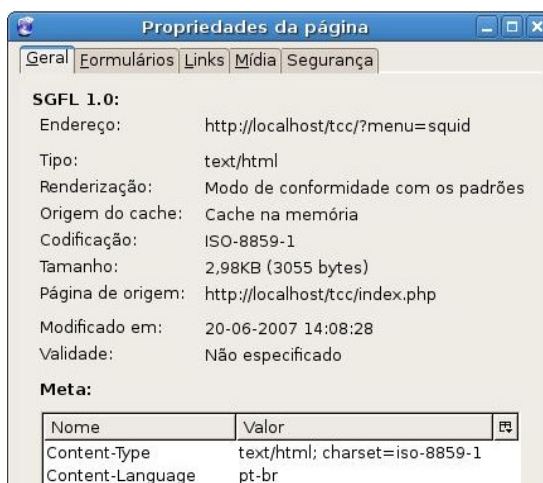 Propriedades da página
Geral Formulários Links Mídia Segurança
SGFL 1.0:
Endereço: http://localhost/tcc/?menu=squid
Tipo: text/html
Renderização: Modo de conformidade com os padrões
Origem do cache: Cache na memória
Codificação: ISO-8859-1
Tamanho: 2,98KB (3055 bytes)
Página de origem: http://localhost/tcc/index.php
Modificado em: 20-06-2007 14:08:28
Validade: Não especificado
Meta:
Nome Valor
Content-Type text/html; charset=iso-8859-1
Content-Language pt-br